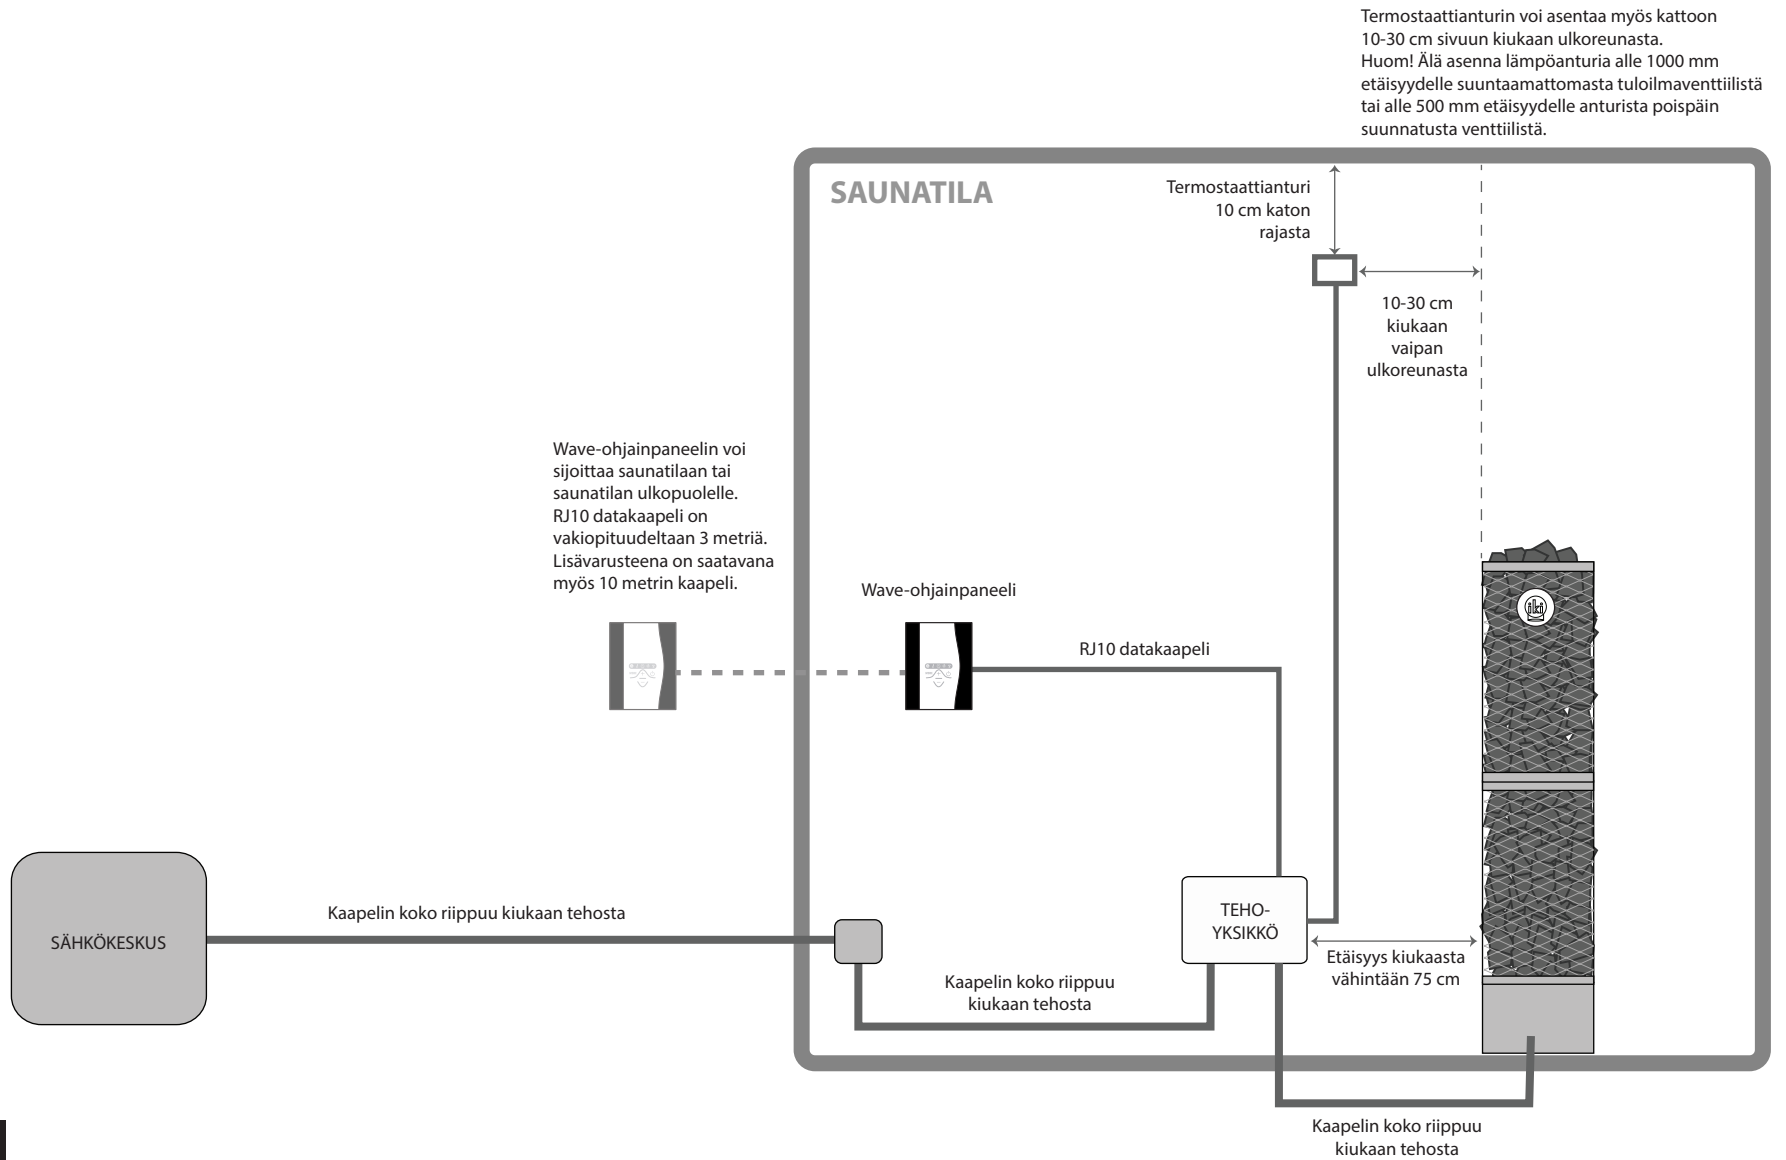 Termostaattianturin voi asentaa myös kattoon
10-30 cm sivuun kiukaan ulkoreunasta.
Huom! Älä asenna lämpöanturia alle 1000 mm
etäisyydelle suuntaamattomasta tuloilmaventtiilistä
tai alle 500 mm etäisyydelle anturista poispäin
suunnatusta venttiilistä.
SAUNATILA
Termostaattianturi
10 cm katon
rajasta
10-30 cm
kiukaan
vaipan
ulkoreunasta
Wave-ohjainpaneelin voi
sijoittaa saunatilaan tai
saunatilan ulkopuolelle.
RJ10 datakaapeli on
vakiopituudeltaan 3 metriä.
Lisävarusteena on saatavana
myös 10 metrin kaapeli.
Wave-ohjainpaneeli
RJ10 datakaapeli
iki
SÄHKÖKESKUS
Kaapelin koko riippuu kiukaan tehosta
TEHO-
YKSIKKÖ
Etäisyys kiukaasta
vähintään 75 cm
Kaapelin koko riippuu
kiukaan tehosta
Kaapelin koko riippuu
kiukaan tehosta